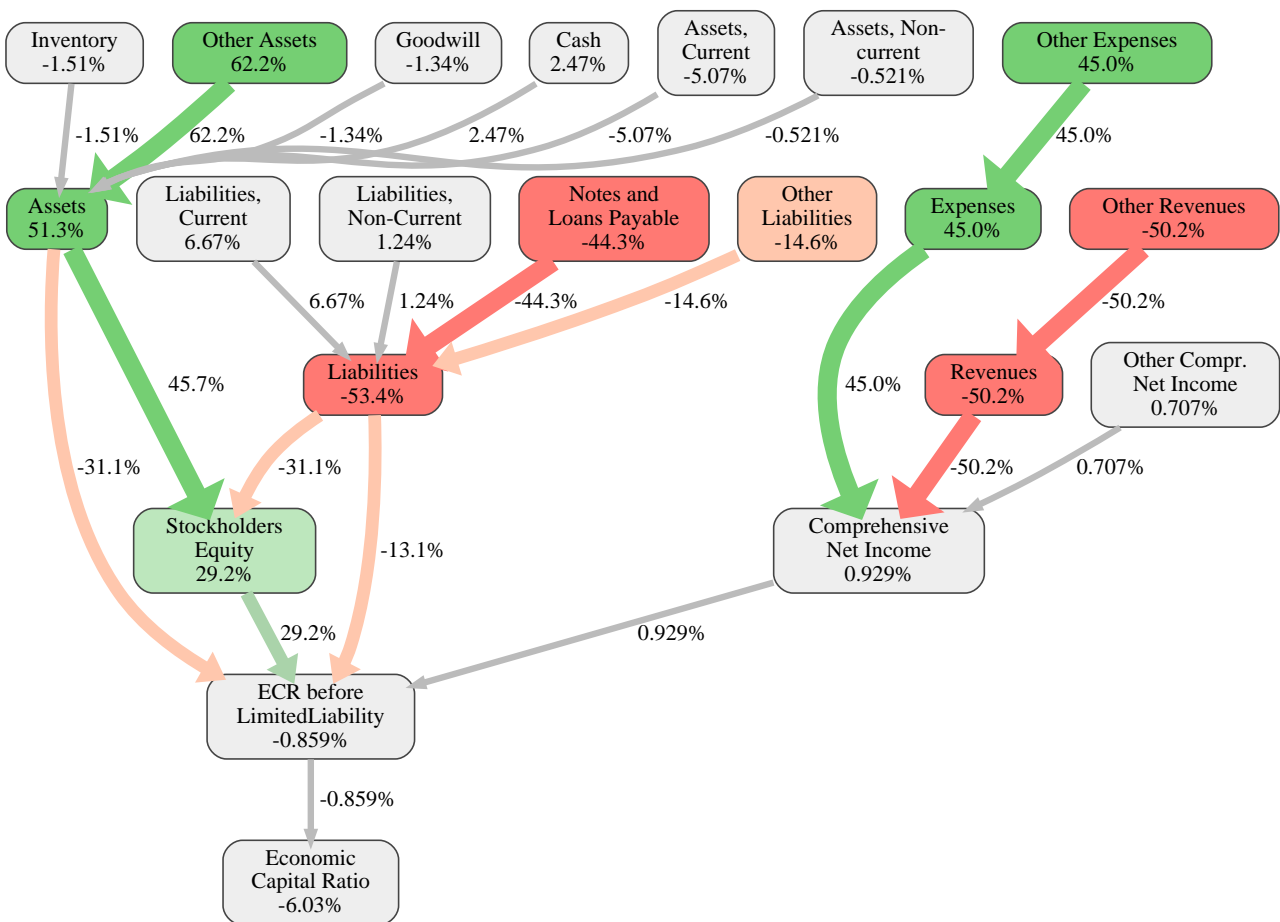 Inventory
-1.51%
Other Assets
62.2%
Goodwill
-1.34%
Cash
2.47%
Assets,
Current
-5.07%
Assets, Non-
current
-0.521%
Other Expenses
45.0%
-1.51%
62.2%
-1.34%
2.47%
-5.07%
-0.521%
45.0%
Assets
51.3%
Liabilities,
Current
6.67%
Liabilities,
Non-Current
1.24%
Notes and
Loans Payable
-44.3%
Other
Liabilities
-14.6%
Expenses
45.0%
Other Revenues
-50.2%
6.67%
1.24%
-44.3%
-14.6%
-50.2%
45.7%
Liabilities
-53.4%
45.0%
Revenues
-50.2%
Other Compr.
Net Income
0.707%
-31.1%
-31.1%
-50.2%
0.707%
Stockholders
Equity
29.2%
-13.1%
Comprehensive
Net Income
0.929%
29.2%
0.929%
ECR before
LimitedLiability
-0.859%
-0.859%
Economic
Capital Ratio
-6.03%